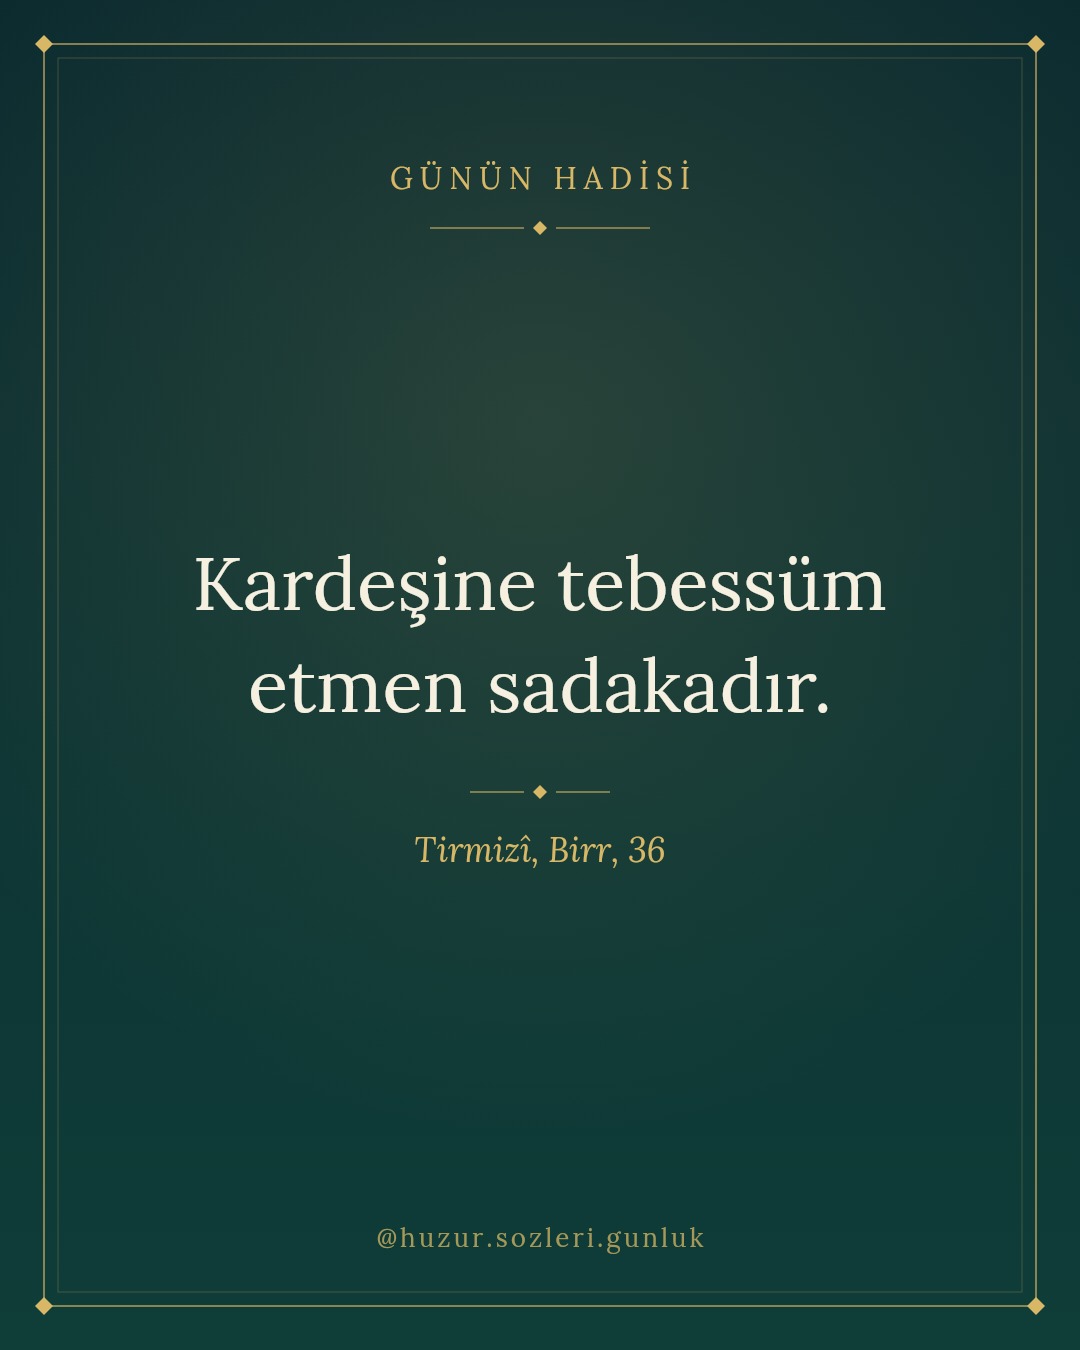 GÜNÜN HADİSİ
Kardeşine tebessüm
etmen sadakadır.
Tirmizî, Birr, 36
@huzur.sozleri.gunluk